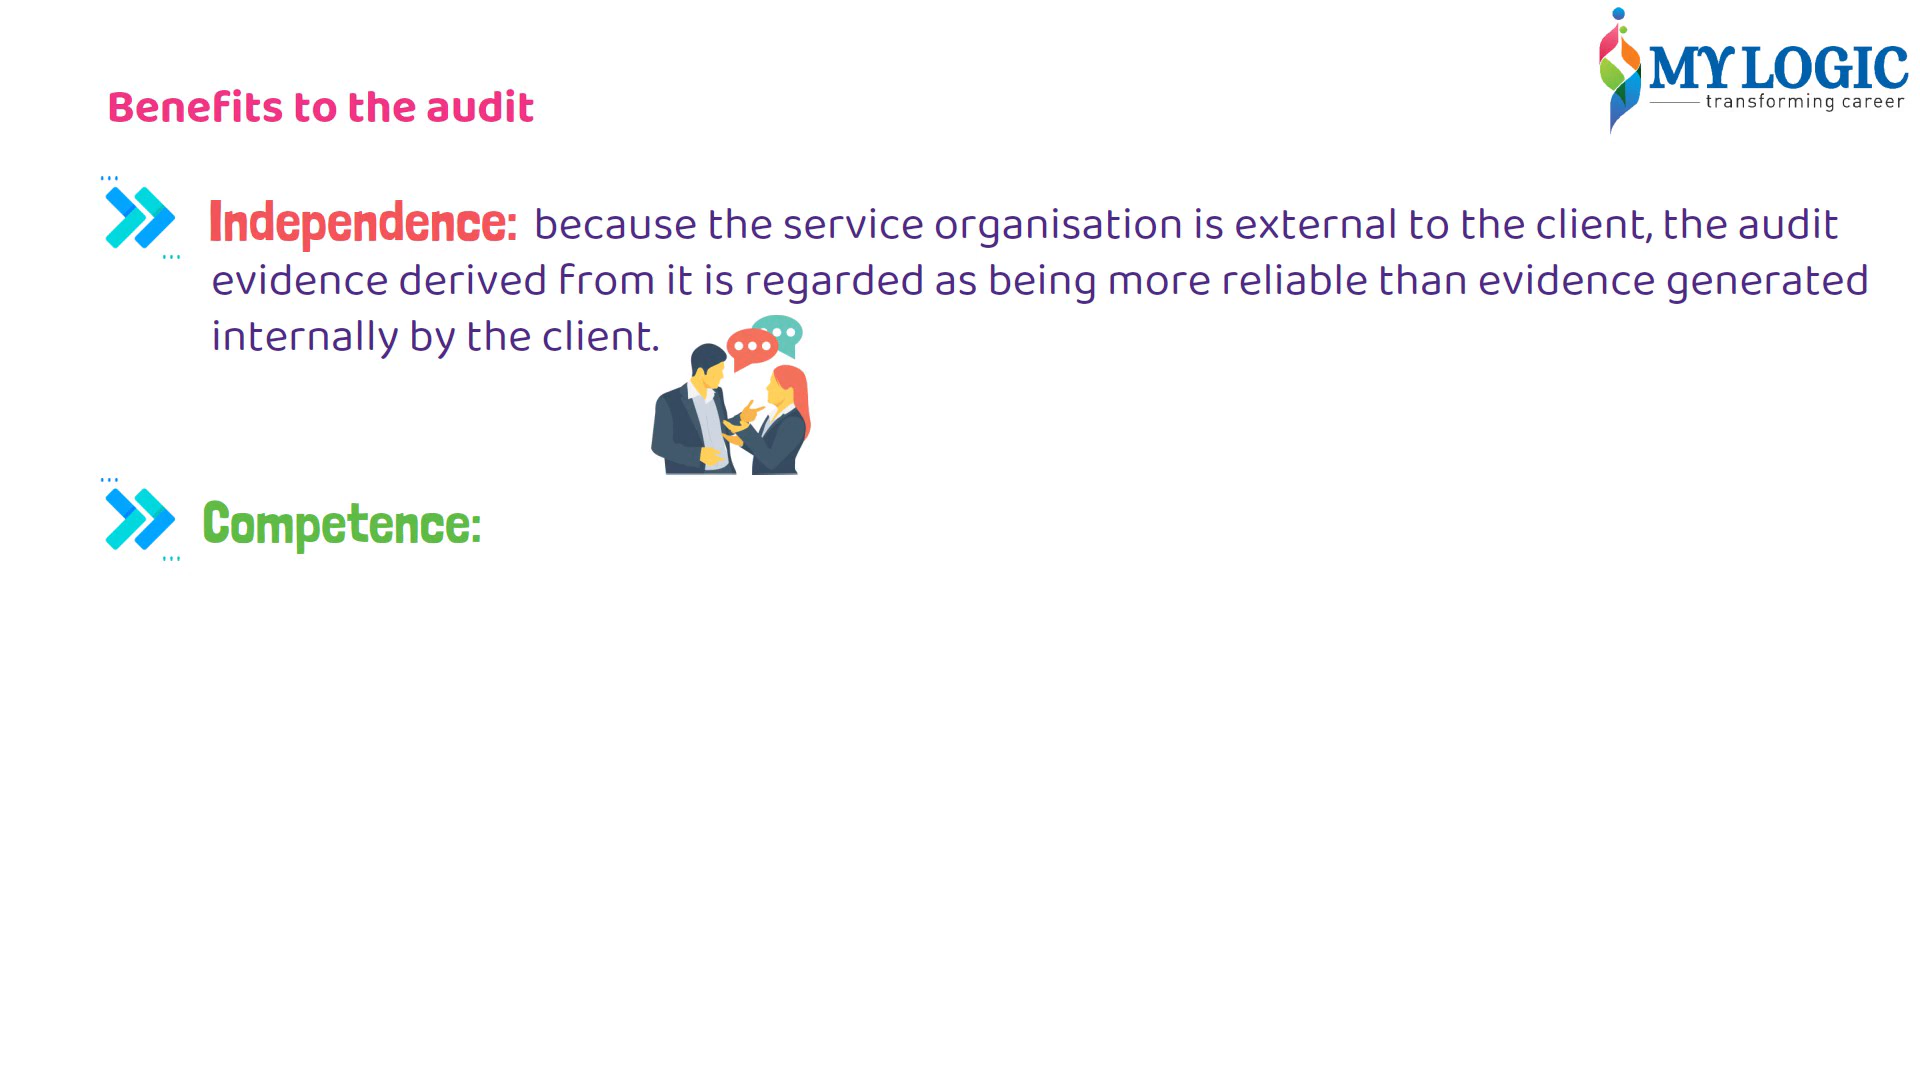 MY LOGIC
transforming career
Benefits to the audit
Independence: because the service organisation is external to the client, the audit
evidence derived from it is regarded as being more reliable than evidence generated
internally by the client.
Competence: